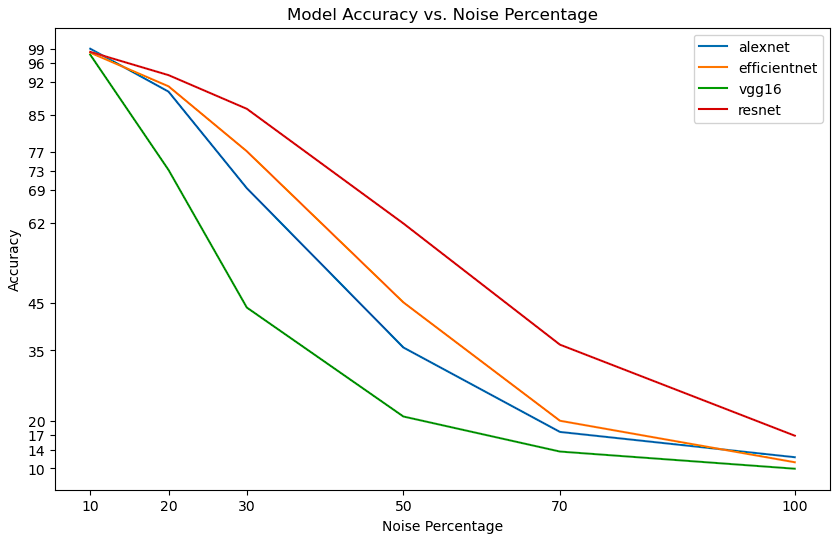 Model Accuracy vs. Noise Percentage
alexnet
efficientnet
vgg16
resnet
99
96
92
85
77
73
69
62
45
35
20
17
14
10
Accuracy
10 20 30 50 70 100
Noise Percentage